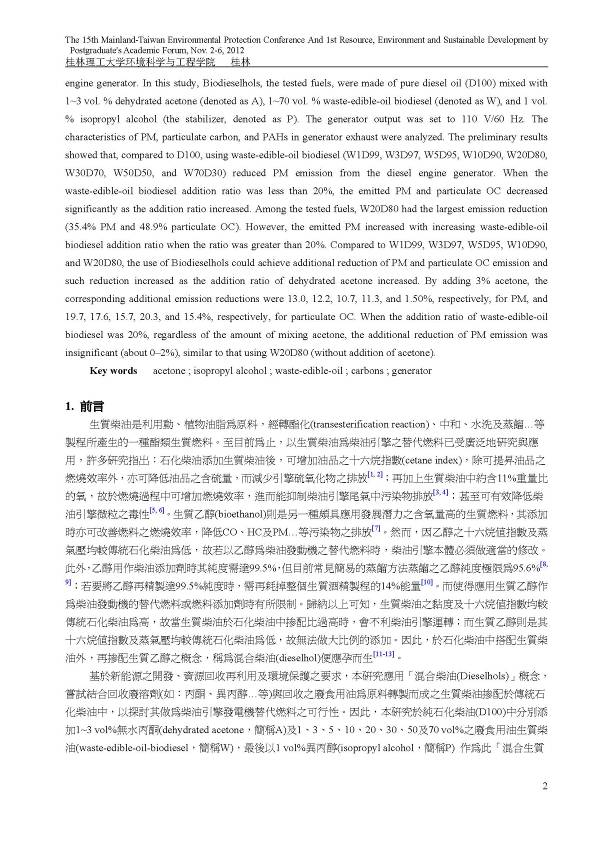 The 15th Mainland-Taiwan Environmental Protection Conference And 1st Resource, Environment and Sustainable Development by
Postgraduate's Academic Forum, Nov. 2-6, 2012
桂林理工大学环境科学与工程学院 桂林
engine generator. In this study, Biodieselhols, the tested fuels, were made of pure diesel oil (D100) mixed with
1~3 vol. % dehydrated acetone (denoted as A), 1~70 vol. % waste-edible-oil biodiesel (denoted as W), and 1 vol.
% isopropyl alcohol (the stabilizer, denoted as P). The generator output was set to 110 V/60 Hz. The
characteristics of PM, particulate carbon, and PAHs in generator exhaust were analyzed. The preliminary results
showed that, compared to D100, using waste-edible-oil biodiesel (W1D99, W3D97, W5D95, W10D90, W20D80,
W30D70, W50D50, and W70D30) reduced PM emission from the diesel engine generator. When the
waste-edible-oil biodiesel addition ratio was less than 20%, the emitted PM and particulate OC decreased
significantly as the addition ratio increased. Among the tested fuels, W20D80 had the largest emission reduction
(35.4% PM and 48.9% particulate OC). However, the emitted PM increased with increasing waste-edible-oil
biodiesel addition ratio when the ratio was greater than 20%. Compared to W1D99, W3D97, W5D95, W10D90,
and W20D80, the use of Biodieselhols could achieve additional reduction of PM and particulate OC emission and
such reduction increased as the addition ratio of dehydrated acetone increased. By adding 3% acetone, the
corresponding additional emission reductions were 13.0, 12.2, 10.7, 11.3, and 1.50%, respectively, for PM, and
19.7, 17.6, 15.7, 20.3, and 15.4%, respectively, for particulate OC. When the addition ratio of waste-edible-oil
biodiesel was 20%, regardless of the amount of mixing acetone, the additional reduction of PM emission was
insignificant (about 0–2%), similar to that using W20D80 (without addition of acetone).
Key words acetone ; isopropyl alcohol ; waste-edible-oil ; carbons ; generator
1. 前言
生質柴油是利用動、植物油脂為原料，經轉酯化(transesterification reaction)、中和、水洗及蒸餾…等
製程所產生的一種酯類生質燃料。至目前為止，以生質柴油為柴油引擎之替代燃料已受廣泛地研究與應
用，許多研究指出：石化柴油添加生質柴油後，可增加油品之十六烷指數(cetane index)，除可提昇油品之
燃燒效率外，亦可降低油品之含硫量，而減少引擎硫氧化物之排放[1, 2]；再加上生質柴油中約含11%重量比
的氧，故於燃燒過程中可增加燃燒效率，進而能抑制柴油引擎尾氣中污染物排放[3, 4]；甚至可有效降低柴
油引擎微粒之毒性[5, 6]。生質乙醇(bioethanol)則是另一種頗具應用發展潛力之含氧量高的生質燃料，其添加
時亦可改善燃料之燃燒效率，降低CO、HC及PM…等污染物之排放[7]。然而，因乙醇之十六烷值指數及蒸
氣壓均較傳統石化柴油為低，故若以乙醇為柴油發動機之替代燃料時，柴油引擎本體必須做適當的修改。
此外，乙醇用作柴油添加劑時其純度需達99.5%，但目前常見簡易的蒸餾方法蒸餾之乙醇純度極限為95.6%[8,
9]；若要將乙醇再精製達99.5%純度時，需再耗掉整個生質酒精製程的14%能量[10]。而使得應用生質乙醇作
為柴油發動機的替代燃料或燃料添加劑時有所限制。歸納以上可知，生質柴油之黏度及十六烷值指數均較
傳統石化柴油為高，故當生質柴油於石化柴油中摻配比過高時，會不利柴油引擎運轉；而生質乙醇則是其
十六烷值指數及蒸氣壓均較傳統石化柴油為低，故無法做大比例的添加。因此，於石化柴油中搭配生質柴
油外，再摻配生質乙醇之概念，稱為混合柴油(dieselhol)便應孕而生[11-13]。
基於新能源之開發、資源回收再利用及環境保護之要求，本研究應用「混合柴油(Dieselhols)」概念，
嘗試結合回收廢溶劑(如：丙酮、異丙醇…等)與回收之廢食用油為原料轉製而成之生質柴油摻配於傳統石
化柴油中，以探討其做為柴油引擎發電機替代燃料之可行性。因此，本研究於純石化柴油(D100)中分別添
加1~3 vol%無水丙酮(dehydrated acetone，簡稱A)及1、3、5、10、20、30、50及70 vol%之廢食用油生質柴
油(waste-edible-oil-biodiesel，簡稱W)，最後以1 vol%異丙醇(isopropyl alcohol，簡稱P) 作為此「混合生質
2